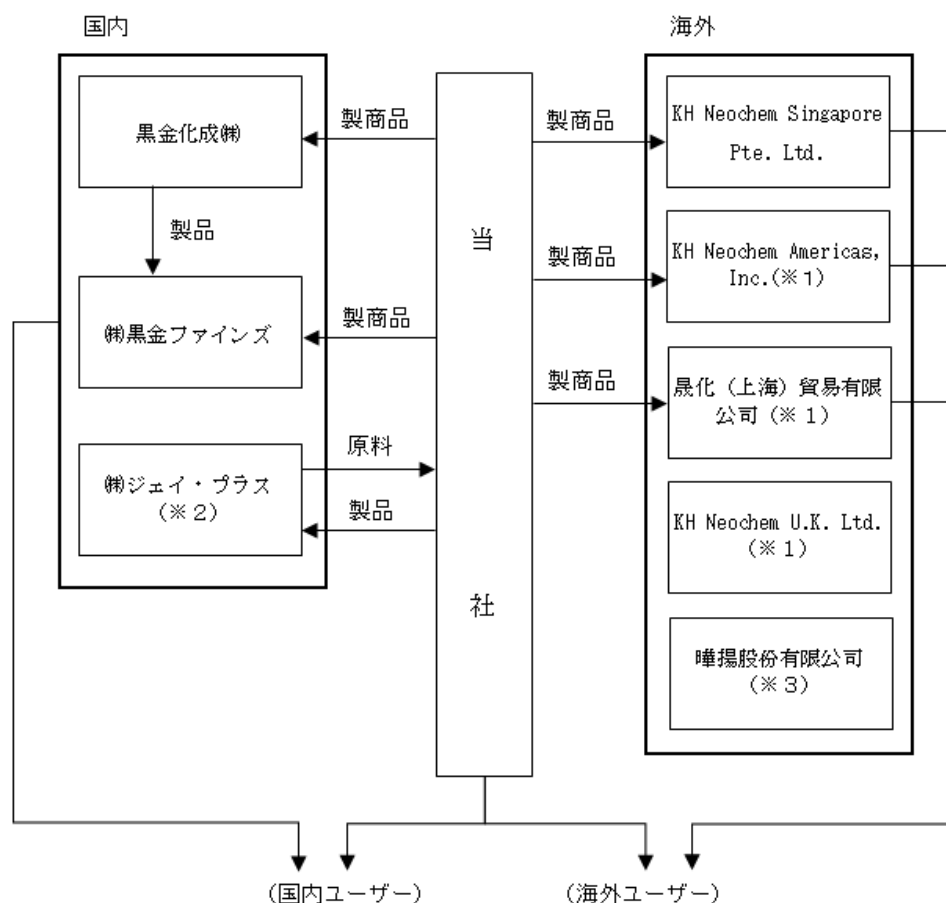 国内
海外
黒金化成㈱
製商品
製商品
KH Neochem Singapore
Pte. Ltd.
製品
当
製商品
KH Neochem Americas,
Inc.(※1)
㈱黒金ファインズ
製商品
製商品
晟化（上海）貿易有限
公司（※１）
㈱ジェイ・プラス
（※２）
原料
製品
KH Neochem U.K. Ltd.
（※１）
社
曄揚股份有限公司
（※３）
（国内ユーザー）
（海外ユーザー）